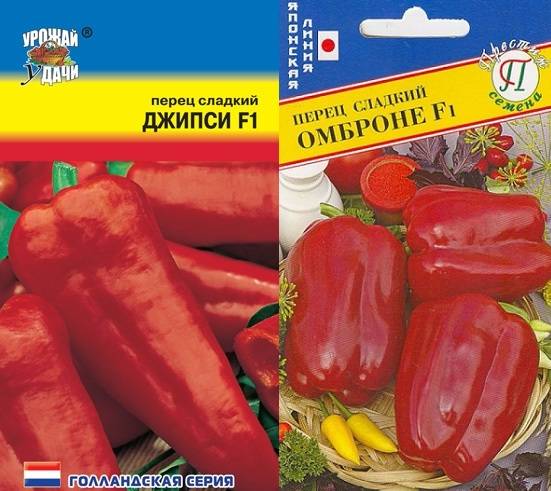 УРОЖАЙ
УДАЧИ
®
перец сладкий
ДЖИПСИ F1
ГОЛЛАНДСКАЯ СЕРИЯ
ЯПОНСКАЯ
ЛИНИЯ
Престиж
П
семена
ПЕРЕЦ СЛАДКИЙ
ОМБРОНЕ F1